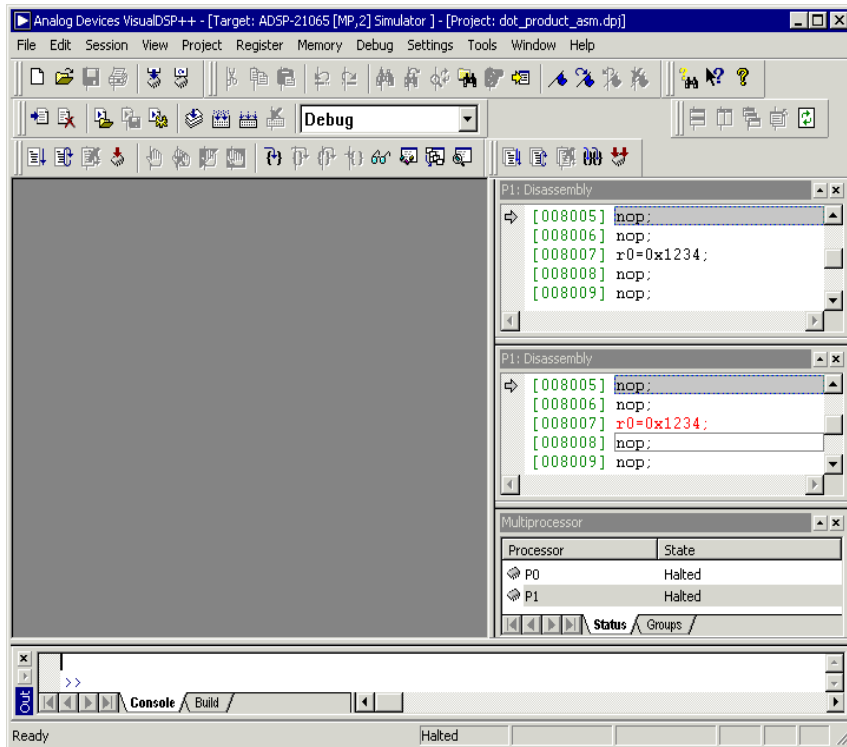 Analog Devices VisualDSP++ - [Target: ADSP-21065 [MP,2] Simulator ] - [Project: dot_product_asm.dpj]
File Edit Session View Project Register Memory Debug Settings Tools Window Help
Debug
P1: Disassembly
[008005] nop;
[008006] nop;
[008007] r0=0x1234;
[008008] nop;
[008009] nop;
P1: Disassembly
[008005] nop;
[008006] nop;
[008007] r0=0x1234;
[008008] nop;
[008009] nop;
Multiprocessor
Processor State
P0 Halted
P1 Halted
Status Groups
>>
Out
Console Build
Ready Halted